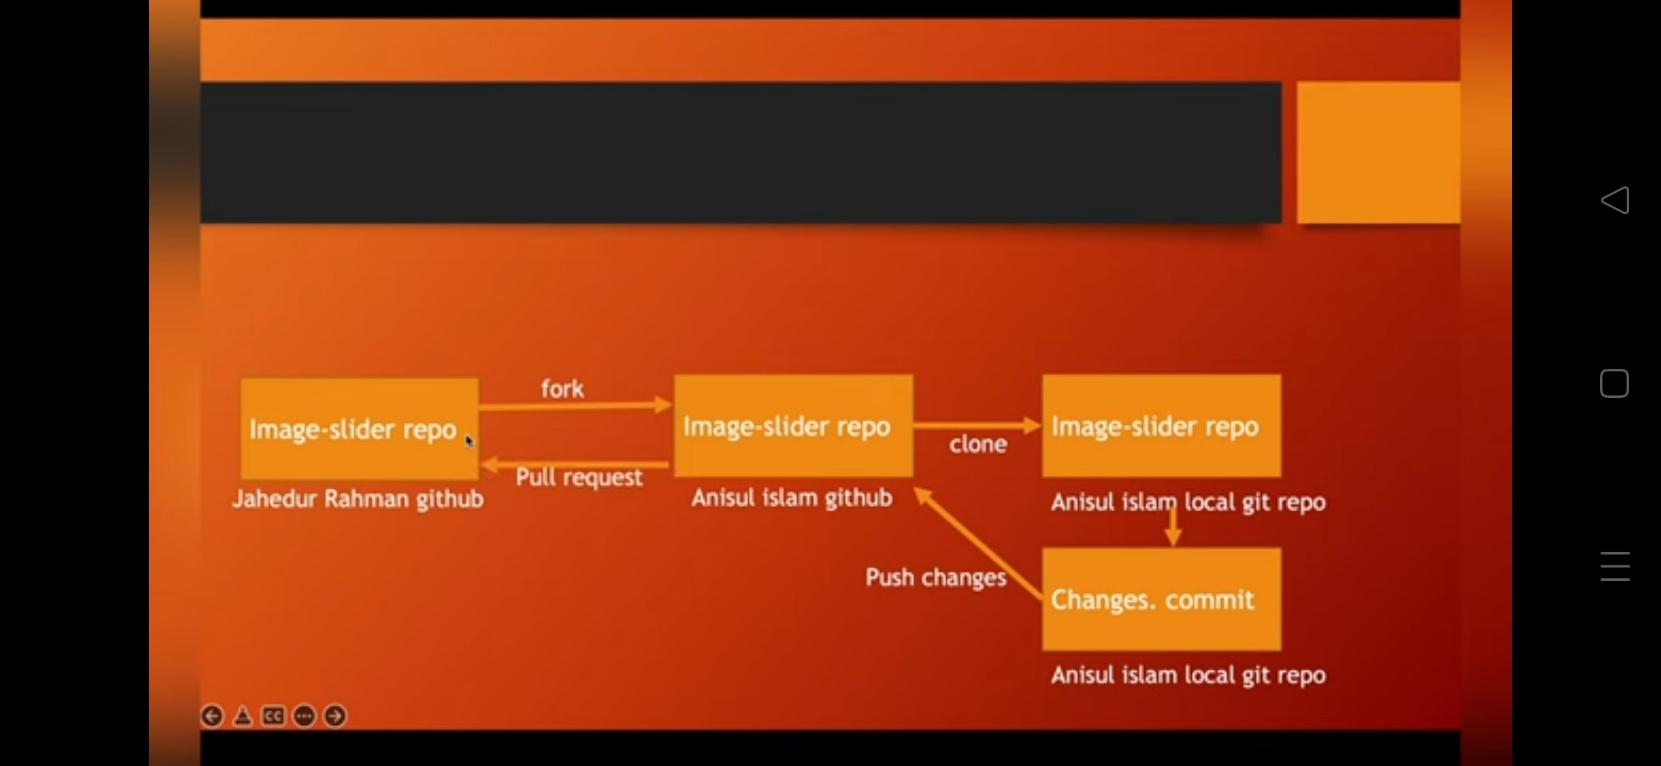 fork
Image-slider repo
Image-slider repo
Image-slider repo
clone
Pull request
Jahedur Rahman github
Anisul islam github
Anisul islam local git repo
Push changes
Changes. commit
Anisul islam local git repo
CC